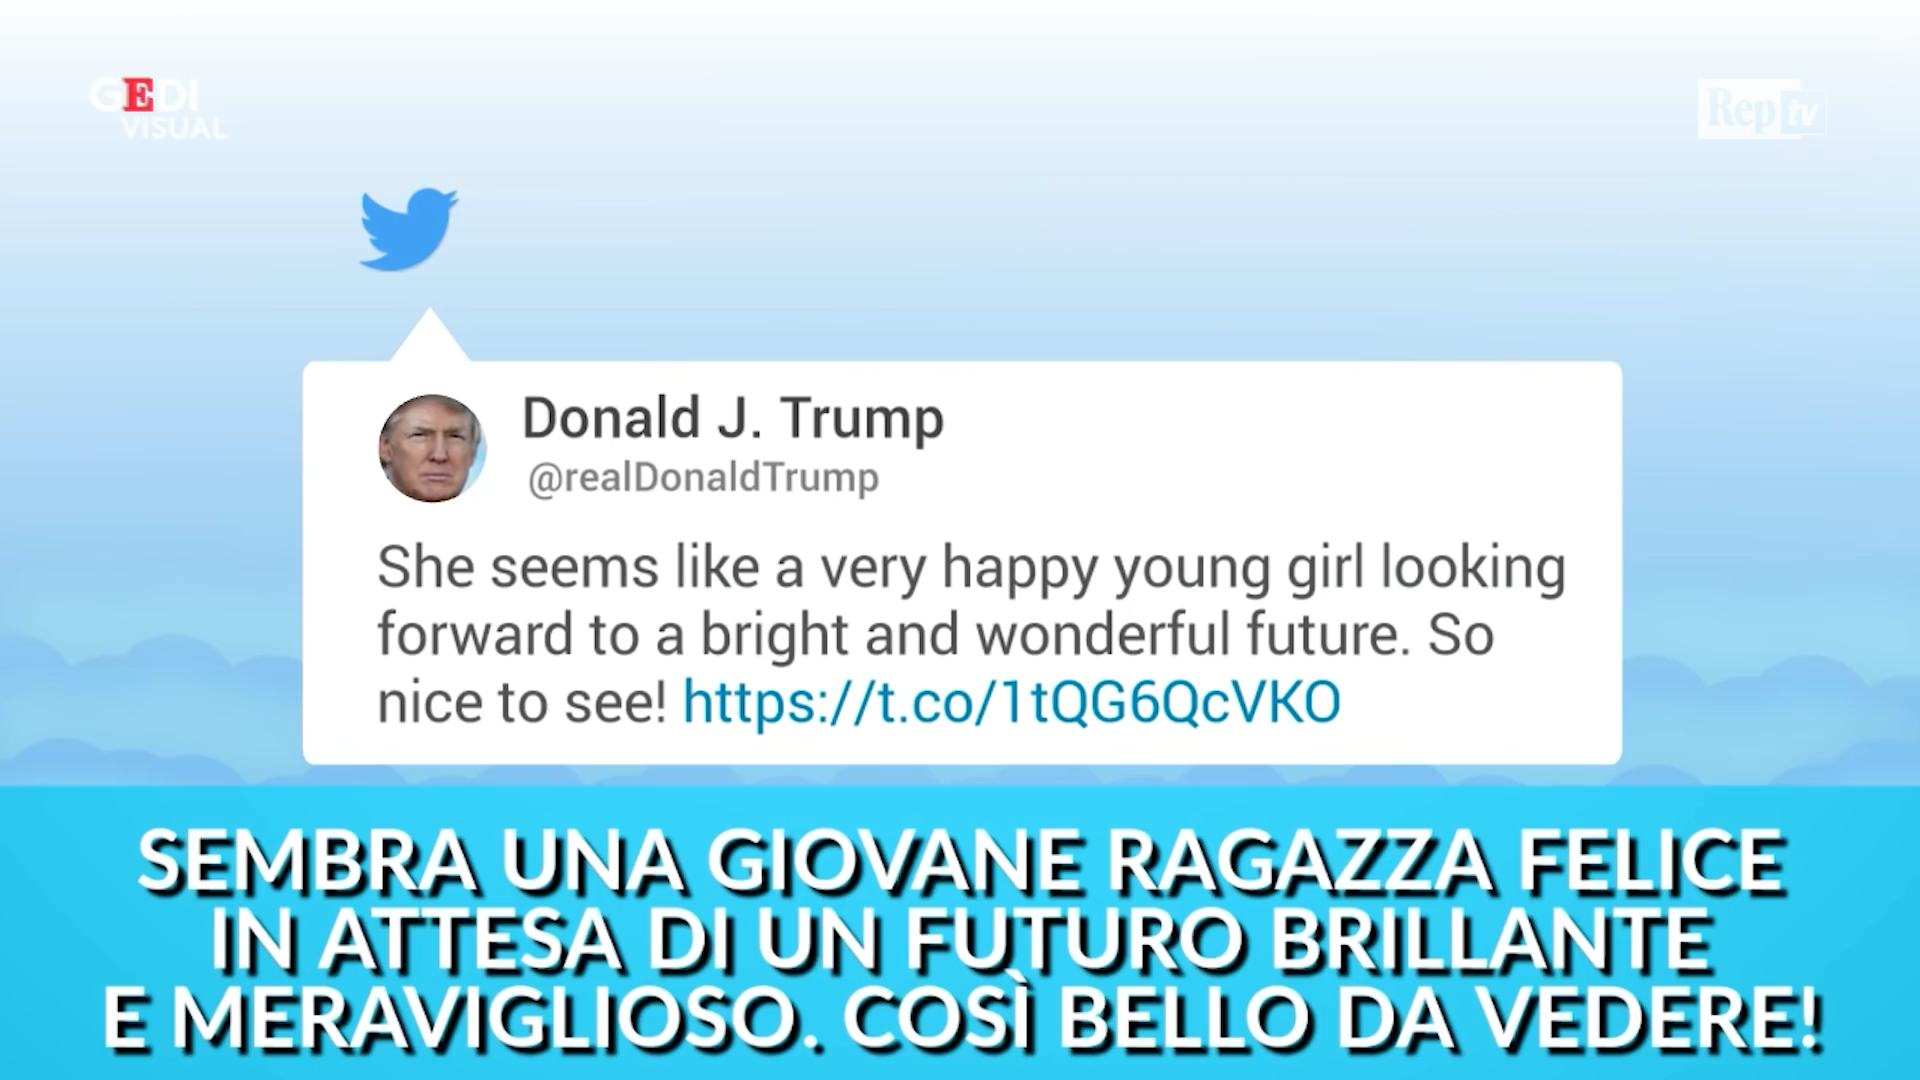 GEDI
VISUAL
Rep tv
Donald J. Trump
@realDonaldTrump
She seems like a very happy young girl looking
forward to a bright and wonderful future. So
nice to see! https://t.co/1tQG6QcVKO
SEMBRA UNA GIOVANE RAGAZZA FELICE
IN ATTESA DI UN FUTURO BRILLANTE
E MERAVIGLIOSO. COSÌ BELLO DA VEDERE!